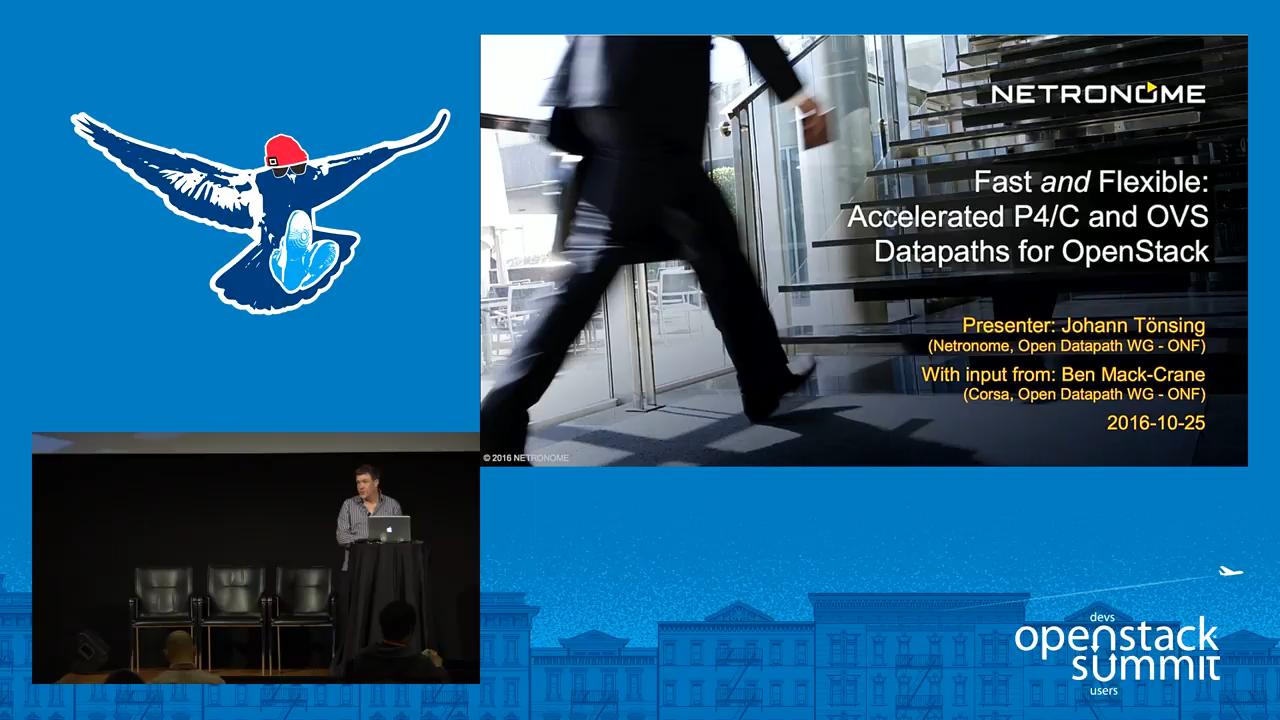 NETRONOME
Fast and Flexible:
Accelerated P4/C and OVS
Datapaths for OpenStack
Presenter: Johann Tönsing
(Netronome, Open Datapath WG - ONF)
With input from: Ben Mack-Crane
(Corsa, Open Datapath WG - ONF)
2016-10-25
© 2016 NETRONOME
devs
openstack
summit
users